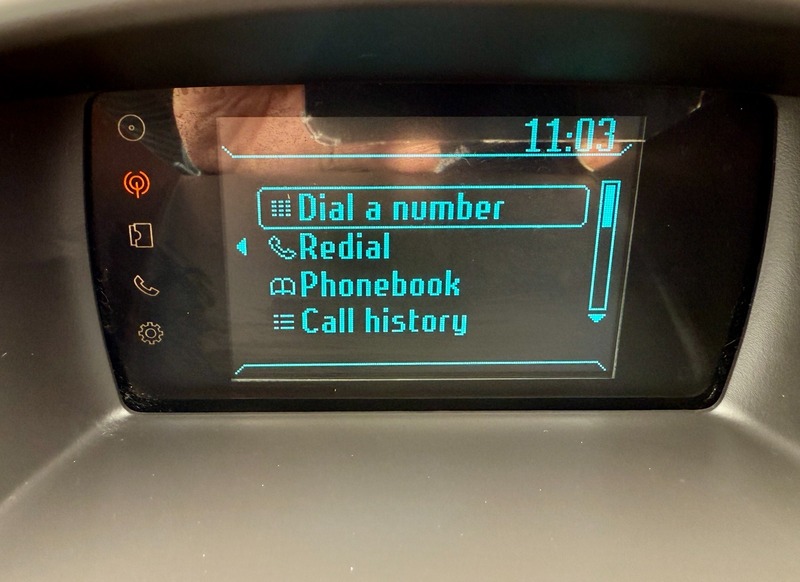 11:03
Dial a number
Redial
Phonebook
Call history